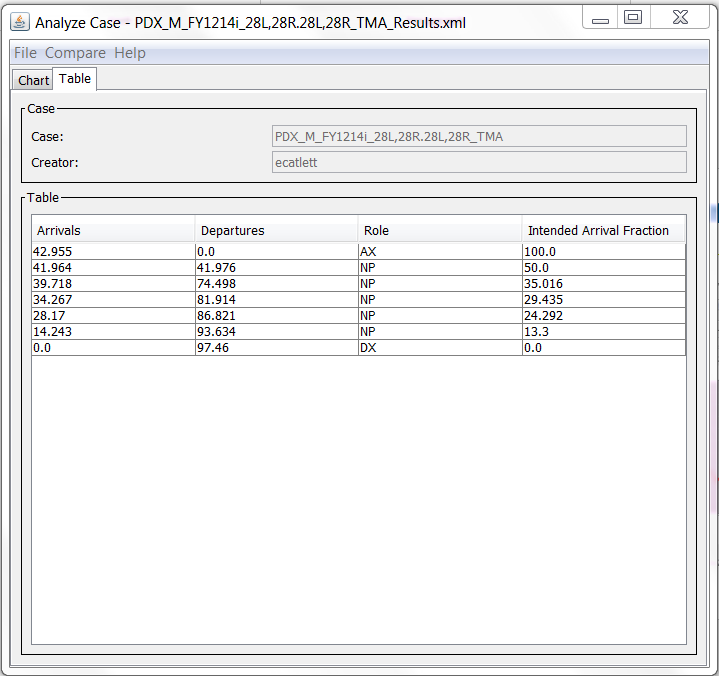 Analyze Case - PDX_M_FY1214i_28L,28R.28L,28R_TMA_Results.xml
File Compare Help
Chart Table
Case
Case: PDX_M_FY1214i_28L,28R.28L,28R_TMA
Creator: ecatlett
Table
Arrivals Departures Role Intended Arrival Fraction
42.955 0.0 AX 100.0
41.964 41.976 NP 50.0
39.718 74.498 NP 35.016
34.267 81.914 NP 29.435
28.17 86.821 NP 24.292
14.243 93.634 NP 13.3
0.0 97.46 DX 0.0